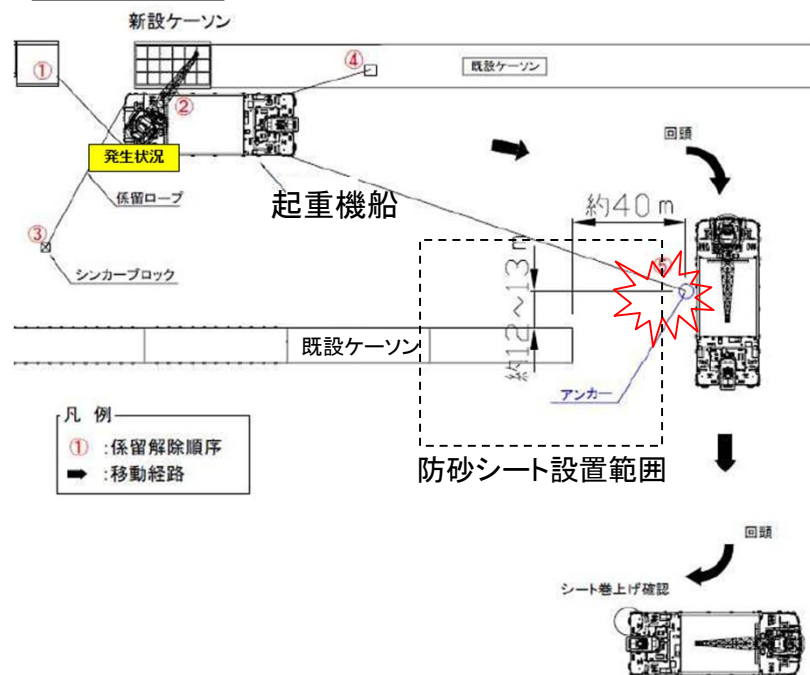 新設ケーソン
①
④
既設ケーソン
②
発生状況
回頭
係留ロープ
起重機船
約40m
③
⑤
シンカーブロック
約12~13m
既設ケーソン
アンカー
凡 例
① :係留解除順序
:移動経路
防砂シート設置範囲
回頭
シート巻上げ確認